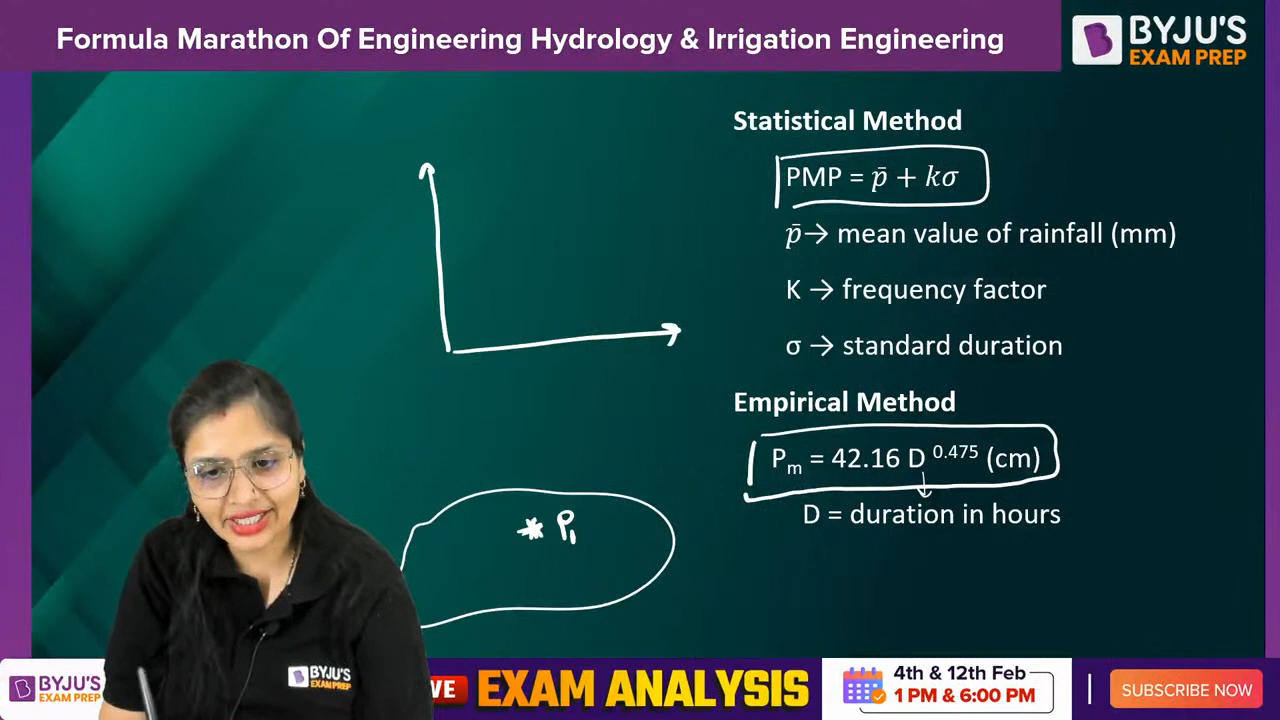 Formula Marathon Of Engineering Hydrology & Irrigation Engineering
BYJU'S
EXAM PREP
Statistical Method
PMP = p̄ + kσ
p̄→ mean value of rainfall (mm)
K → frequency factor
σ → standard duration
Empirical Method
Pm = 42.16 D 0.475 (cm)
D = duration in hours
* P1
BYJU'S
EXAM PREP
BYJU'S
EXAM PREP
VE
EXAM ANALYSIS
4th & 12th Feb
1 PM & 6:00 PM
SUBSCRIBE NOW